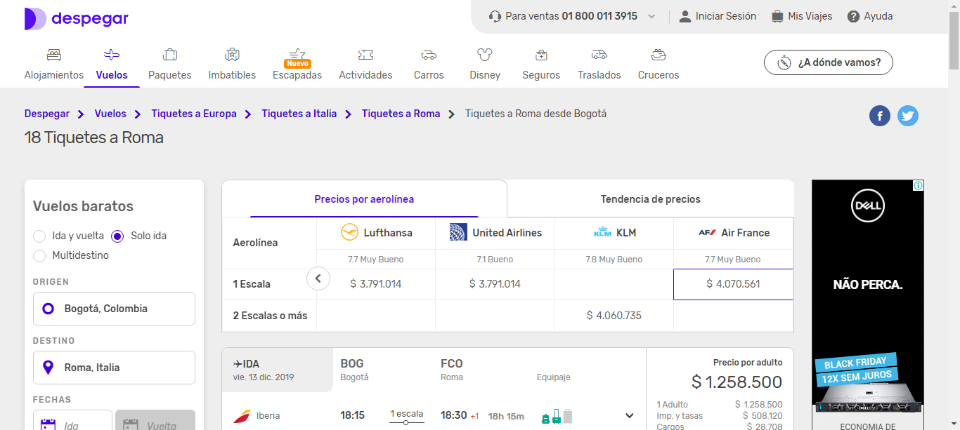 despegar
Para ventas 01 800 011 3915
Iniciar Sesión
Mis Viajes
Ayuda
Alojamientos
Vuelos
Paquetes
Imbatibles
Nuevo
Escapadas
Actividades
Carros
Disney
Seguros
Traslados
Cruceros
¿A dónde vamos?
Despegar > Vuelos > Tiquetes a Europa > Tiquetes a Italia > Tiquetes a Roma > Tiquetes a Roma desde Bogotá
18 Tiquetes a Roma
Vuelos baratos
Ida y vuelta Solo ida
Multidestino
ORIGEN
Bogotá, Colombia
DESTINO
Roma, Italia
FECHAS
Ida Vuelta
Precios por aerolínea Tendencia de precios
Aerolínea Lufthansa United Airlines KLM KLM AF Air France
7.7 Muy Bueno 7.1 Bueno 7.8 Muy Bueno 7.7 Muy Bueno
1 Escala $ 3.791.014 $ 3.791.014 $ 4.070.561
2 Escalas o más $ 4.060.735
IDA BOG FCO
vie. 13 dic. 2019 Bogotá Roma Equipaje
Iberia 18:15 1 escala 18:30 +1 18h 15m
Precio por adulto
$ 1.258.500
1 Adulto $ 1.258.500
Imp. y tasas $ 508.120
Cargos $ 28.708
DELL
NÃO PERCA.
BLACK FRIDAY
12X SEM JUROS
ECONOMIA DE